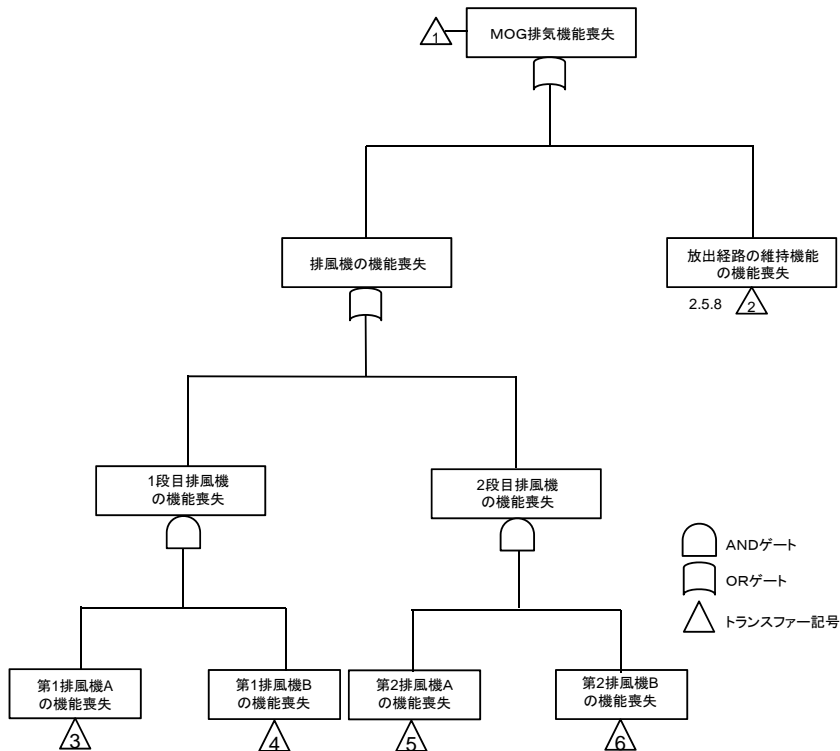 MOG排気機能喪失
1
排風機の機能喪失
放出経路の維持機能
の機能喪失
2.5.8
2
1段目排風機
の機能喪失
2段目排風機
の機能喪失
ANDゲート
ORゲート
トランスファー記号
第1排風機A
の機能喪失
第1排風機B
の機能喪失
第2排風機A
の機能喪失
第2排風機B
の機能喪失
3
4
5
6